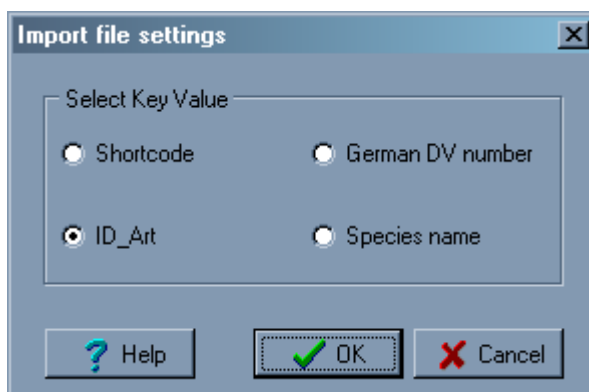 Import file settings
Select Key Value
Shortcode
German DV number
ID_Art
Species name
? Help
OK
Cancel